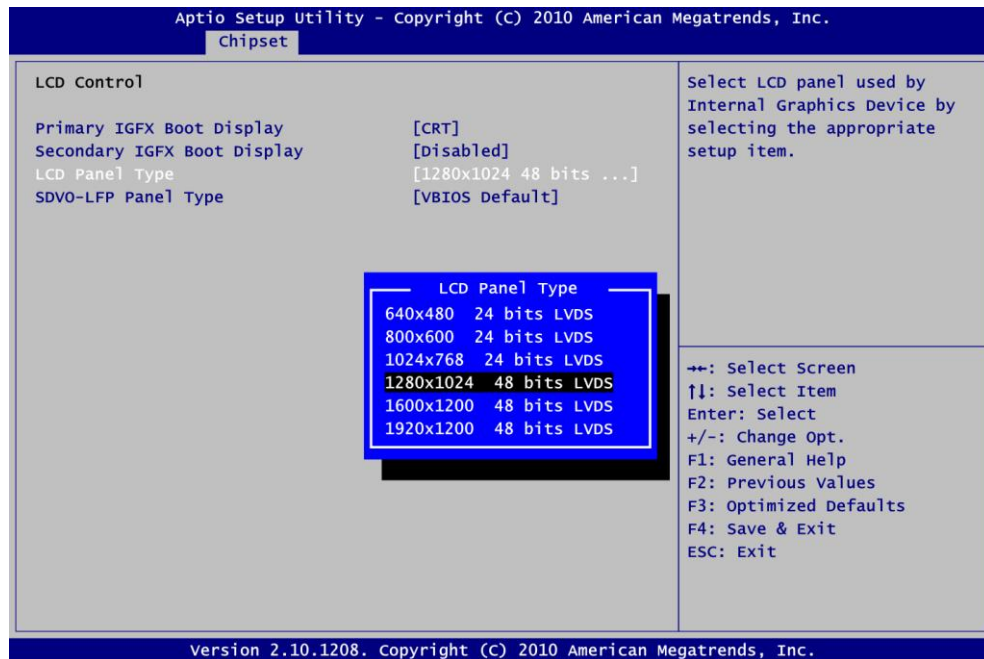 Aptio Setup Utility - Copyright (C) 2010 American Megatrends, Inc.
Chipset
LCD Control
Primary IGFX Boot Display [CRT]
Secondary IGFX Boot Display [Disabled]
LCD Panel Type [1280x1024 48 bits ...]
SDVO-LFP Panel Type [VBIOS Default]
LCD Panel Type
640x480 24 bits LVDS
800x600 24 bits LVDS
1024x768 24 bits LVDS
1280x1024 48 bits LVDS
1600x1200 48 bits LVDS
1920x1200 48 bits LVDS
Select LCD panel used by
Internal Graphics Device by
selecting the appropriate
setup item.
→←: Select Screen
↑↓: Select Item
Enter: Select
+/-: Change Opt.
F1: General Help
F2: Previous Values
F3: Optimized Defaults
F4: Save & Exit
ESC: Exit
Version 2.10.1208. Copyright (C) 2010 American Megatrends, Inc.